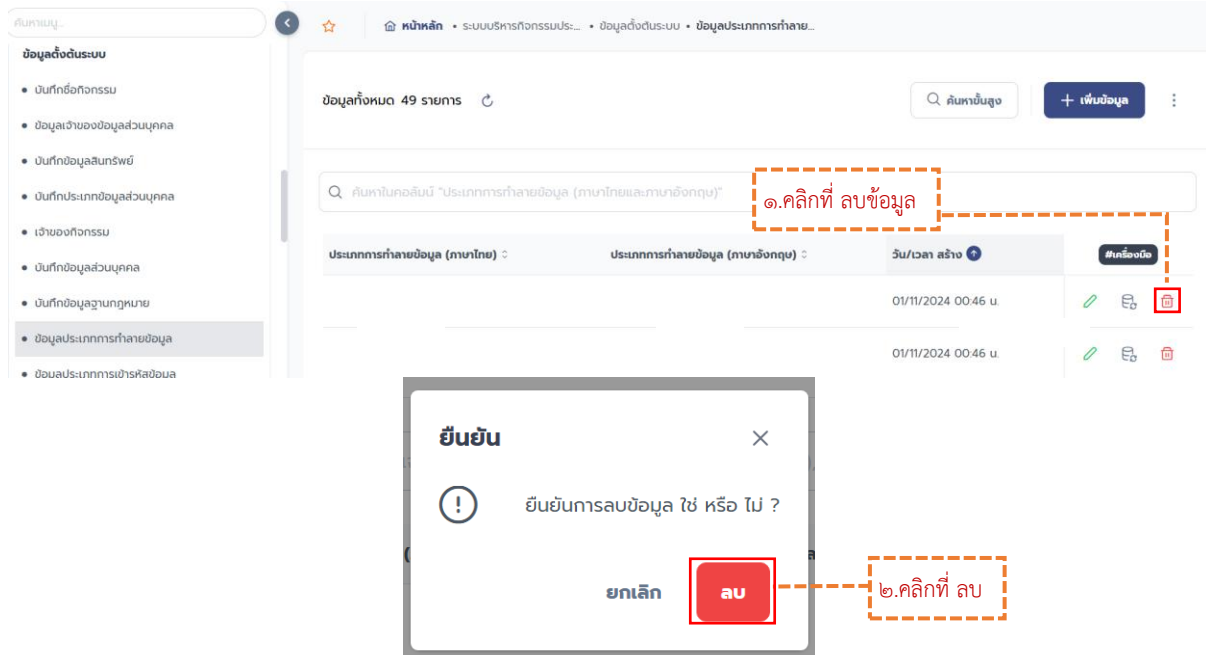 ค้นหาเมนู...
ข้อมูลตั้งต้นระบบ
บันทึกชื่อกิจกรรม
ข้อมูลเจ้าของข้อมูลส่วนบุคคล
บันทึกข้อมูลสินทรัพย์
บันทึกประเภทข้อมูลส่วนบุคคล
เจ้าของกิจกรรม
บันทึกข้อมูลส่วนบุคคล
บันทึกข้อมูลฐานกฎหมาย
ข้อมูลประเภทการทำลายข้อมูล
ข้อมูลประเภทการเข้ารหัสข้อมูล
หน้าหลัก • ระบบบริหารกิจกรรมประ... • ข้อมูลตั้งต้นระบบ • ข้อมูลประเภทการทำลาย...
ข้อมูลทั้งหมด 49 รายการ
ค้นหาขั้นสูง
+ เพิ่มข้อมูล
ค้นหาในคอลัมน์ "ประเภทการทำลายข้อมูล (ภาษาไทยและภาษาอังกฤษ)"
๑.คลิกที่ ลบข้อมูล
ประเภทการทำลายข้อมูล (ภาษาไทย) ประเภทการทำลายข้อมูล (ภาษาอังกฤษ) วัน/เวลา สร้าง #เครื่องมือ
01/11/2024 00:46 น.
01/11/2024 00:46 น.
ยืนยัน
ยืนยันการลบข้อมูล ใช่ หรือ ไม่ ?
ยกเลิก ลบ
๒.คลิกที่ ลบ